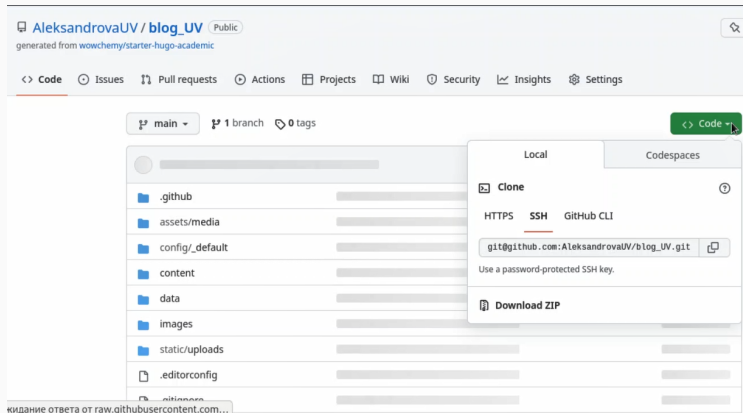 AleksandrovaUV / blog_UV Public
generated from wowchemy/starter-hugo-academic
Code Issues Pull requests Actions Projects Wiki Security Insights Settings
main 1 branch 0 tags Code
Local Codespaces
Clone
HTTPS SSH GitHub CLI
git@github.com:AleksandrovaUV/blog_UV.git
Use a password-protected SSH key.
Download ZIP
.github
assets/media
config/_default
content
data
images
static/uploads
.editorconfig
.gitignore
жидание ответа от raw.githubusercontent.com...